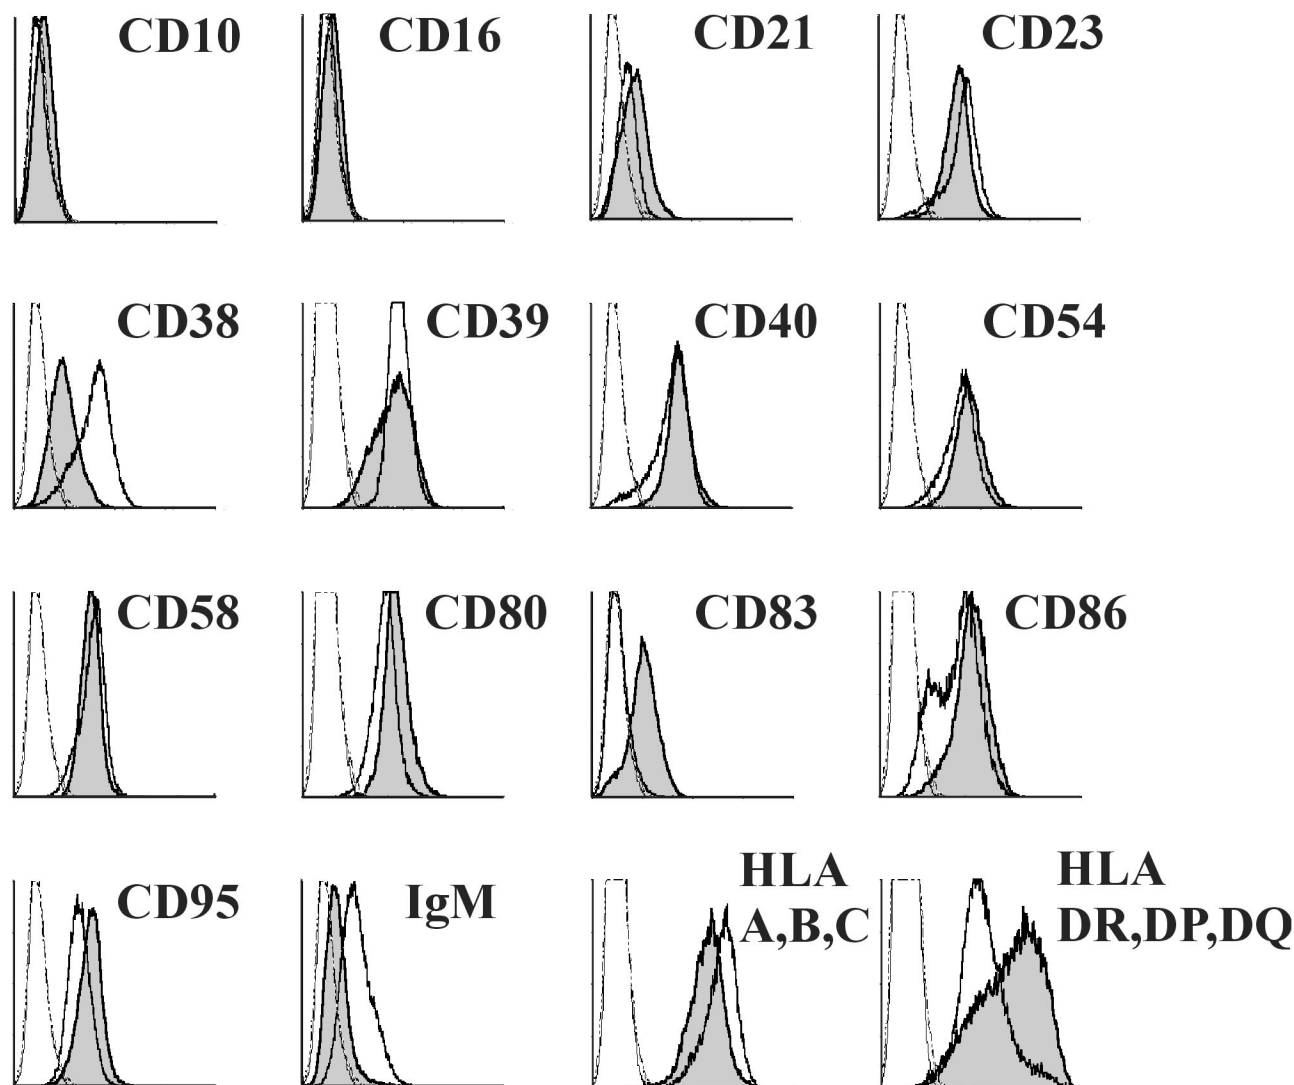 CD10
CD16
CD21
CD23
CD38
CD39
CD40
CD54
CD58
CD80
CD83
CD86
CD95
IgM
HLA
A,B,C
HLA
DR,DP,DQ